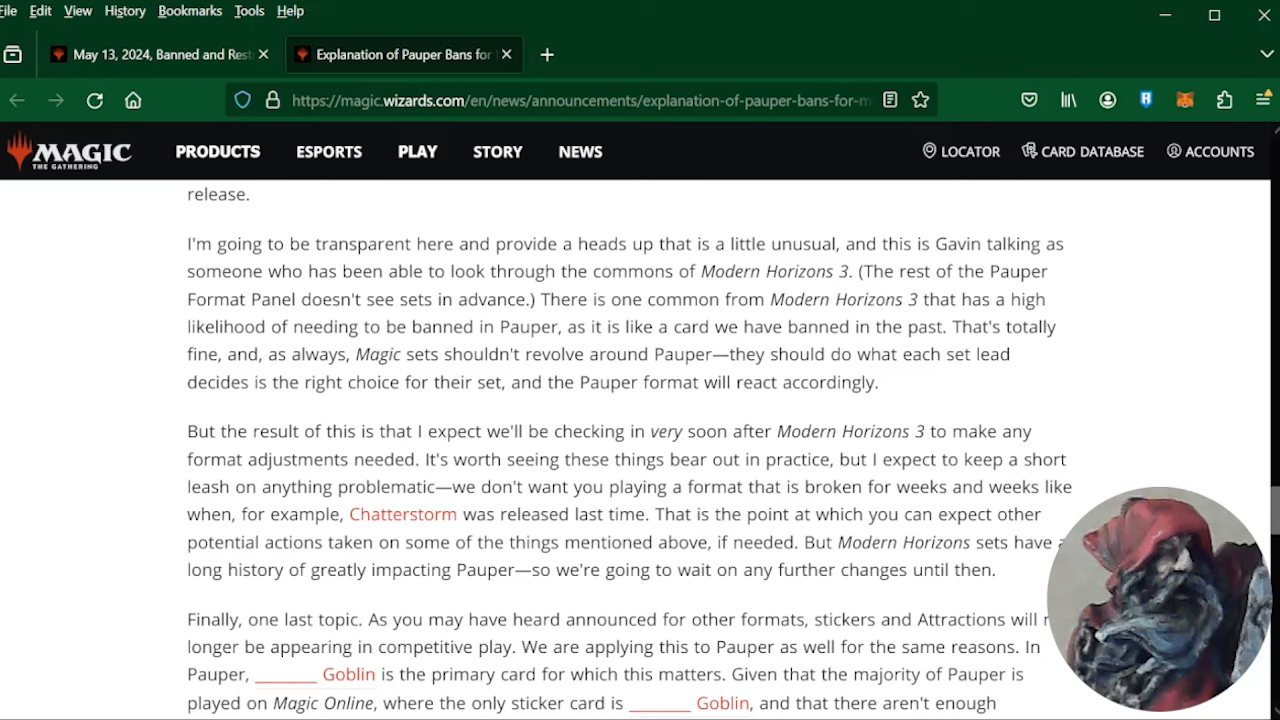 File Edit View History Bookmarks Tools Help
May 13, 2024, Banned and Rest
Explanation of Pauper Bans for
https://magic.wizards.com/en/news/announcements/explanation-of-pauper-bans-for-m
MAGIC THE GATHERING PRODUCTS ESPORTS PLAY STORY NEWS LOCATOR CARD DATABASE ACCOUNTS
release.
I'm going to be transparent here and provide a heads up that is a little unusual, and this is Gavin talking as
someone who has been able to look through the commons of Modern Horizons 3. (The rest of the Pauper
Format Panel doesn't see sets in advance.) There is one common from Modern Horizons 3 that has a high
likelihood of needing to be banned in Pauper, as it is like a card we have banned in the past. That's totally
fine, and, as always, Magic sets shouldn't revolve around Pauper—they should do what each set lead
decides is the right choice for their set, and the Pauper format will react accordingly.
But the result of this is that I expect we'll be checking in very soon after Modern Horizons 3 to make any
format adjustments needed. It's worth seeing these things bear out in practice, but I expect to keep a short
leash on anything problematic—we don't want you playing a format that is broken for weeks and weeks like
when, for example, Chatterstorm was released last time. That is the point at which you can expect other
potential actions taken on some of the things mentioned above, if needed. But Modern Horizons sets have a
long history of greatly impacting Pauper—so we're going to wait on any further changes until then.
Finally, one last topic. As you may have heard announced for other formats, stickers and Attractions will
longer be appearing in competitive play. We are applying this to Pauper as well for the same reasons. In
Pauper, _______ Goblin is the primary card for which this matters. Given that the majority of Pauper is
played on Magic Online, where the only sticker card is _______ Goblin, and that there aren't enough